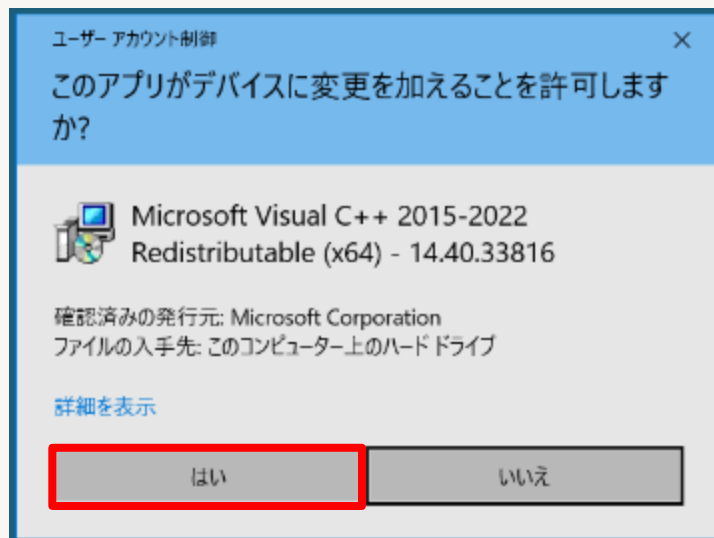 ユーザー アカウント制御
このアプリがデバイスに変更を加えることを許可します
か?
Microsoft Visual C++ 2015-2022
Redistributable (x64) - 14.40.33816
確認済みの発行元: Microsoft Corporation
ファイルの入手先: このコンピューター上のハード ドライブ
詳細を表示
はい
いいえ